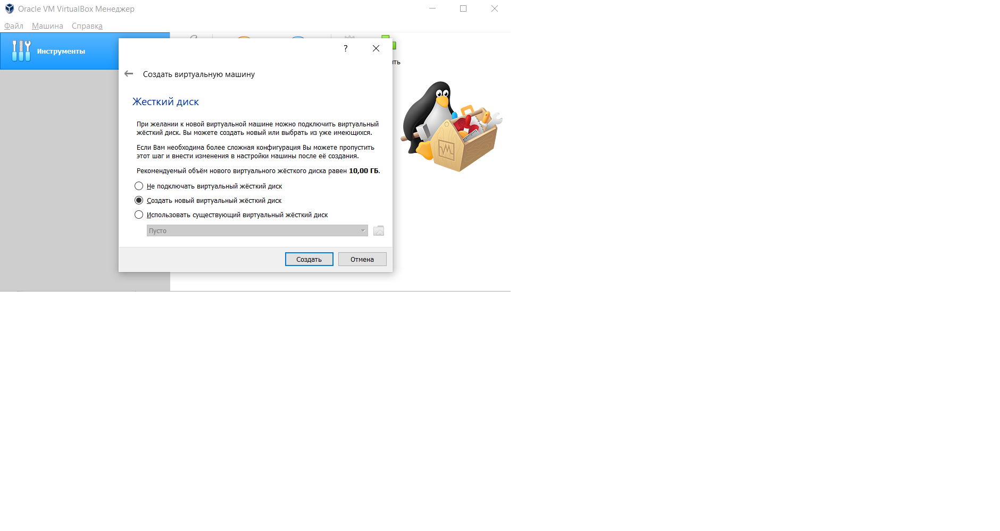 Oracle VM VirtualBox Менеджер
Файл Машина Справка
Инструменты
?
Создать виртуальную машину
Жесткий диск
При желании к новой виртуальной машине можно подключить виртуальный
жёсткий диск. Вы можете создать новый или выбрать из уже имеющихся.
Если Вам необходима более сложная конфигурация Вы можете пропустить
этот шаг и внести изменения в настройки машины после её создания.
Рекомендуемый объём нового виртуального жёсткого диска равен 10,00 ГБ.
Не подключать виртуальный жёсткий диск
Создать новый виртуальный жёсткий диск
Использовать существующий виртуальный жёсткий диск
Пусто
Создать Отмена